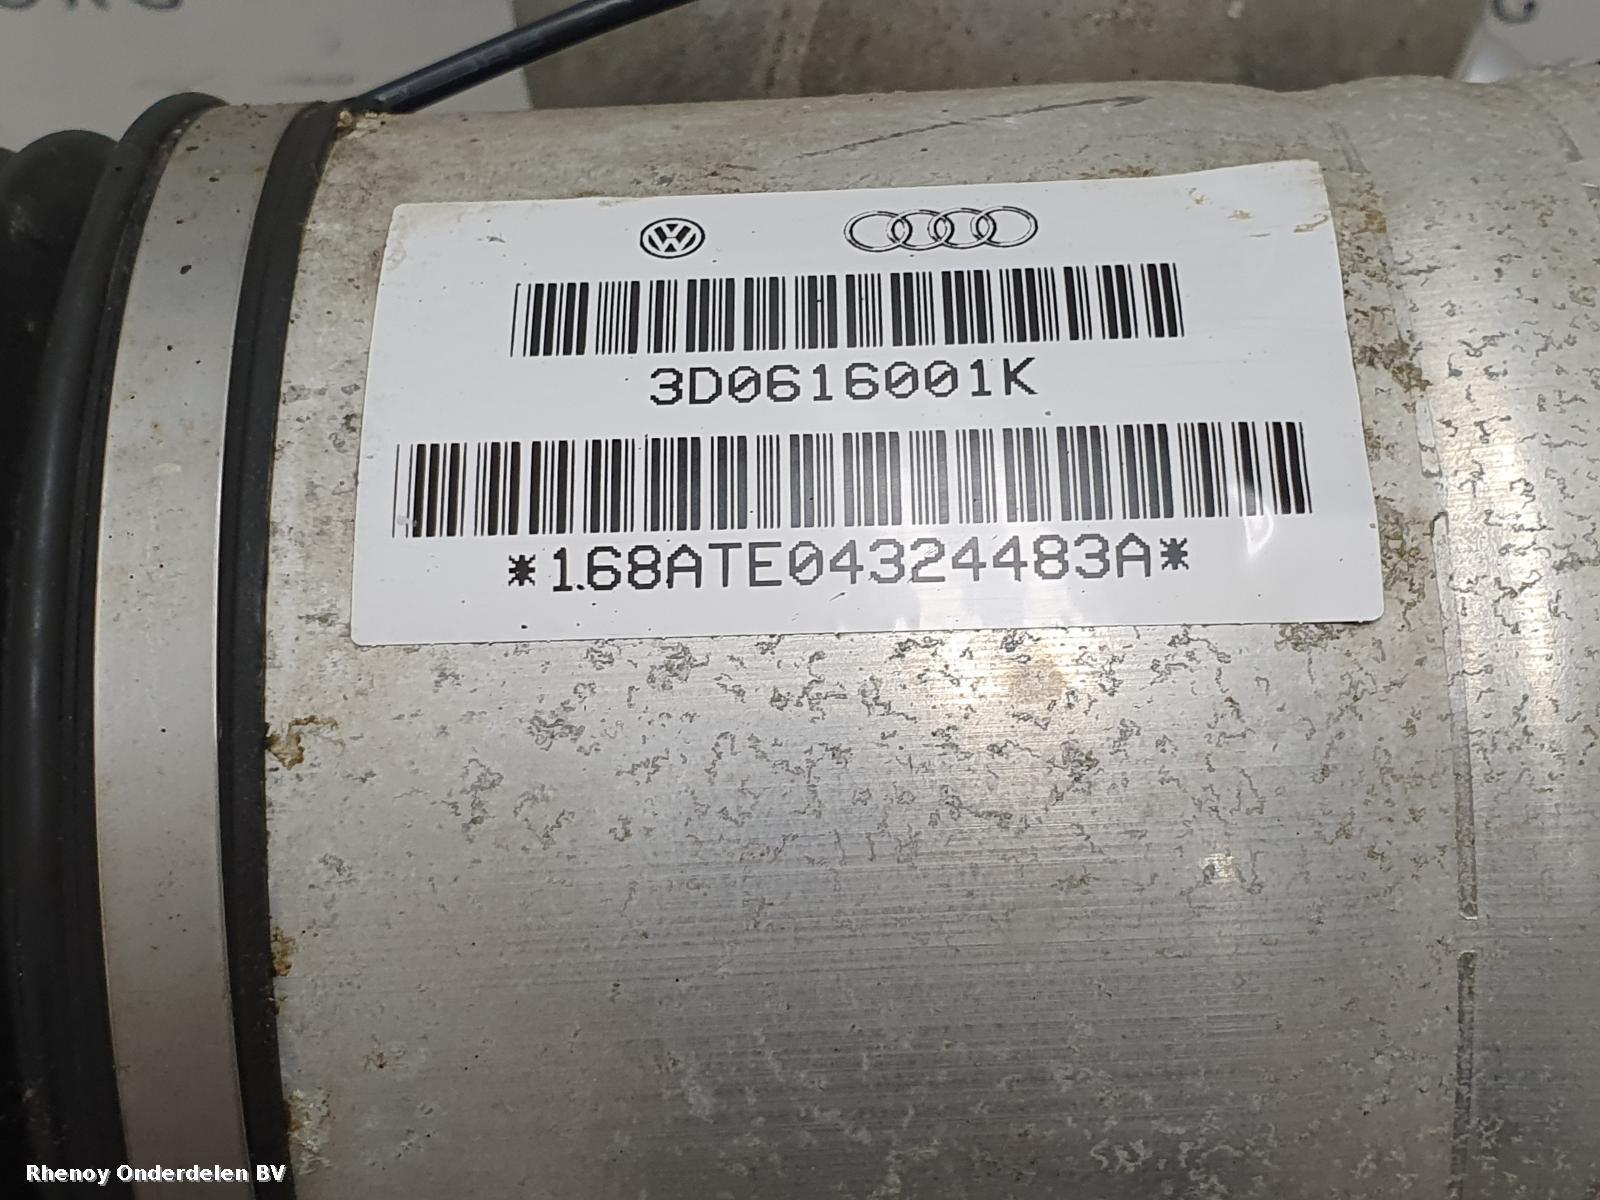 3D0616001K
*1.68ATE04324483A*
Rhenoy Onderdelen BV